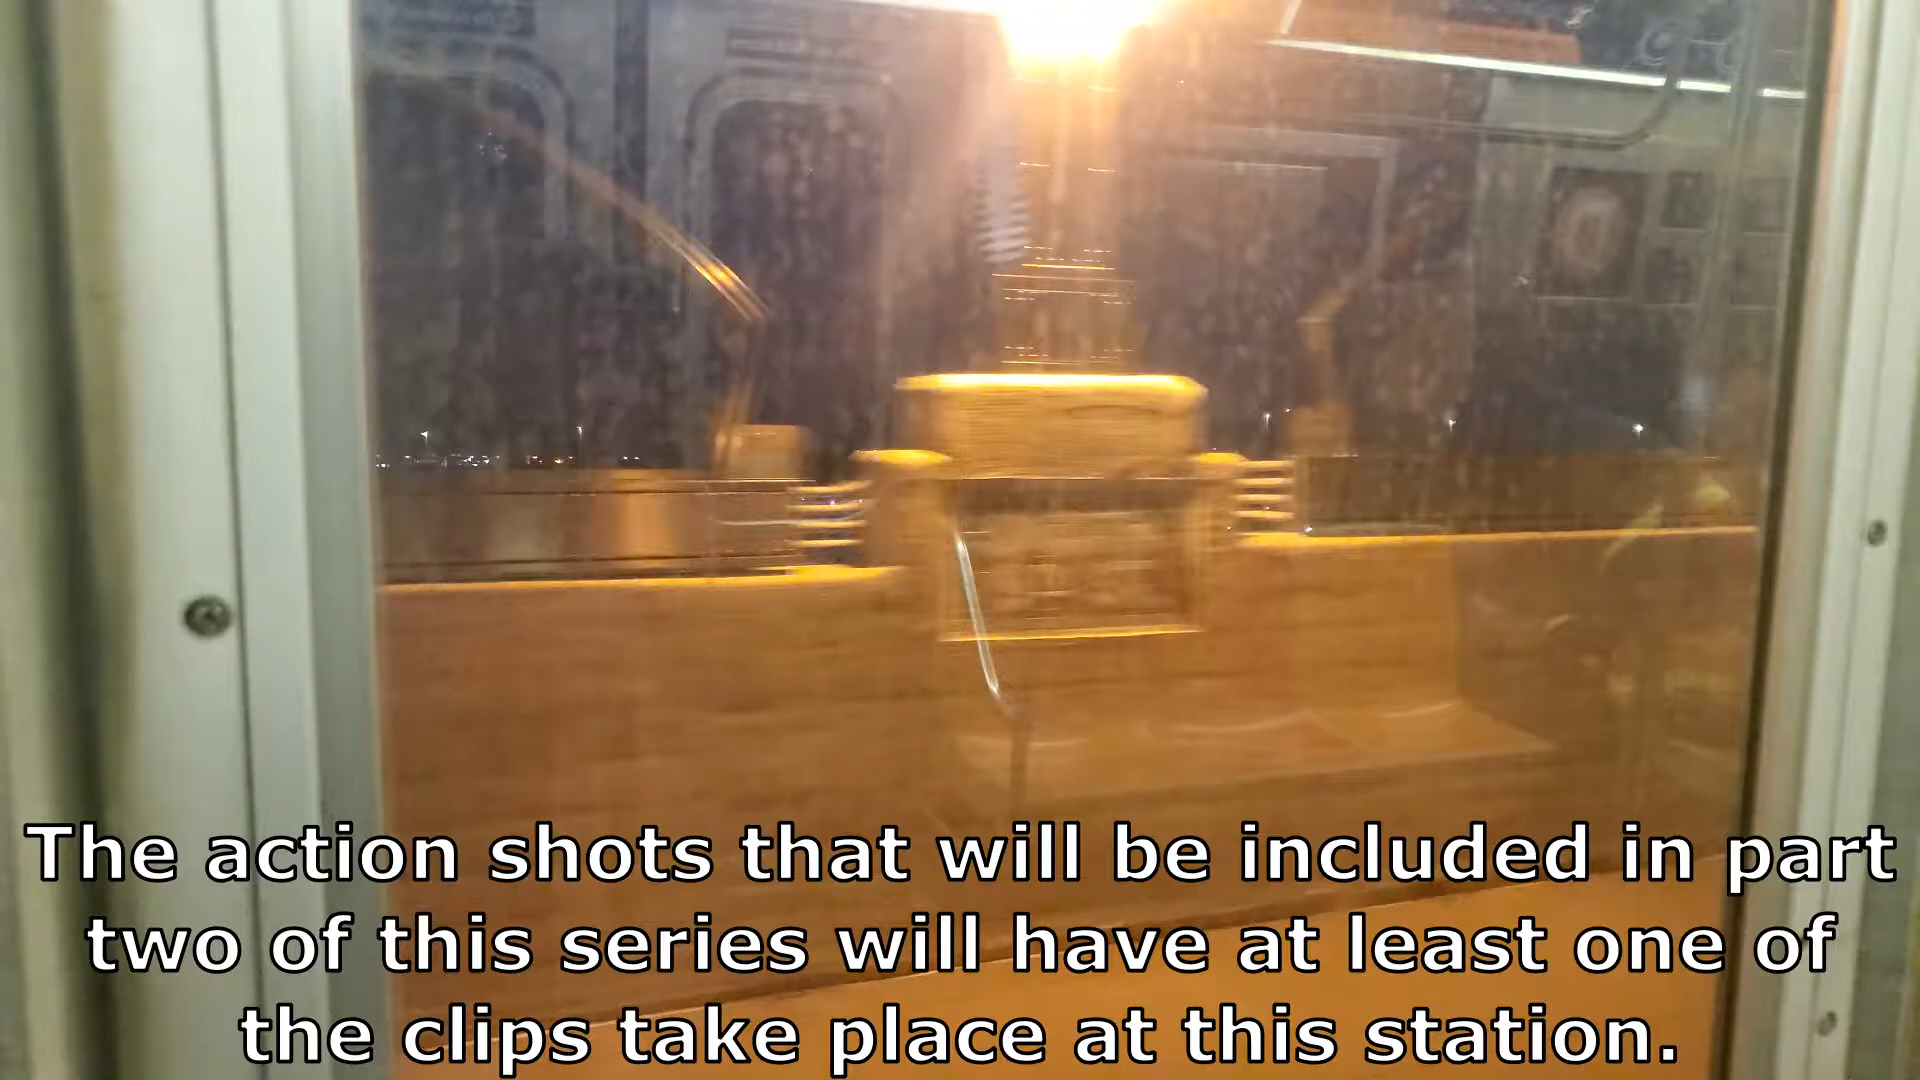 The action shots that will be included in part
two of this series will have at least one of
the clips take place at this station.